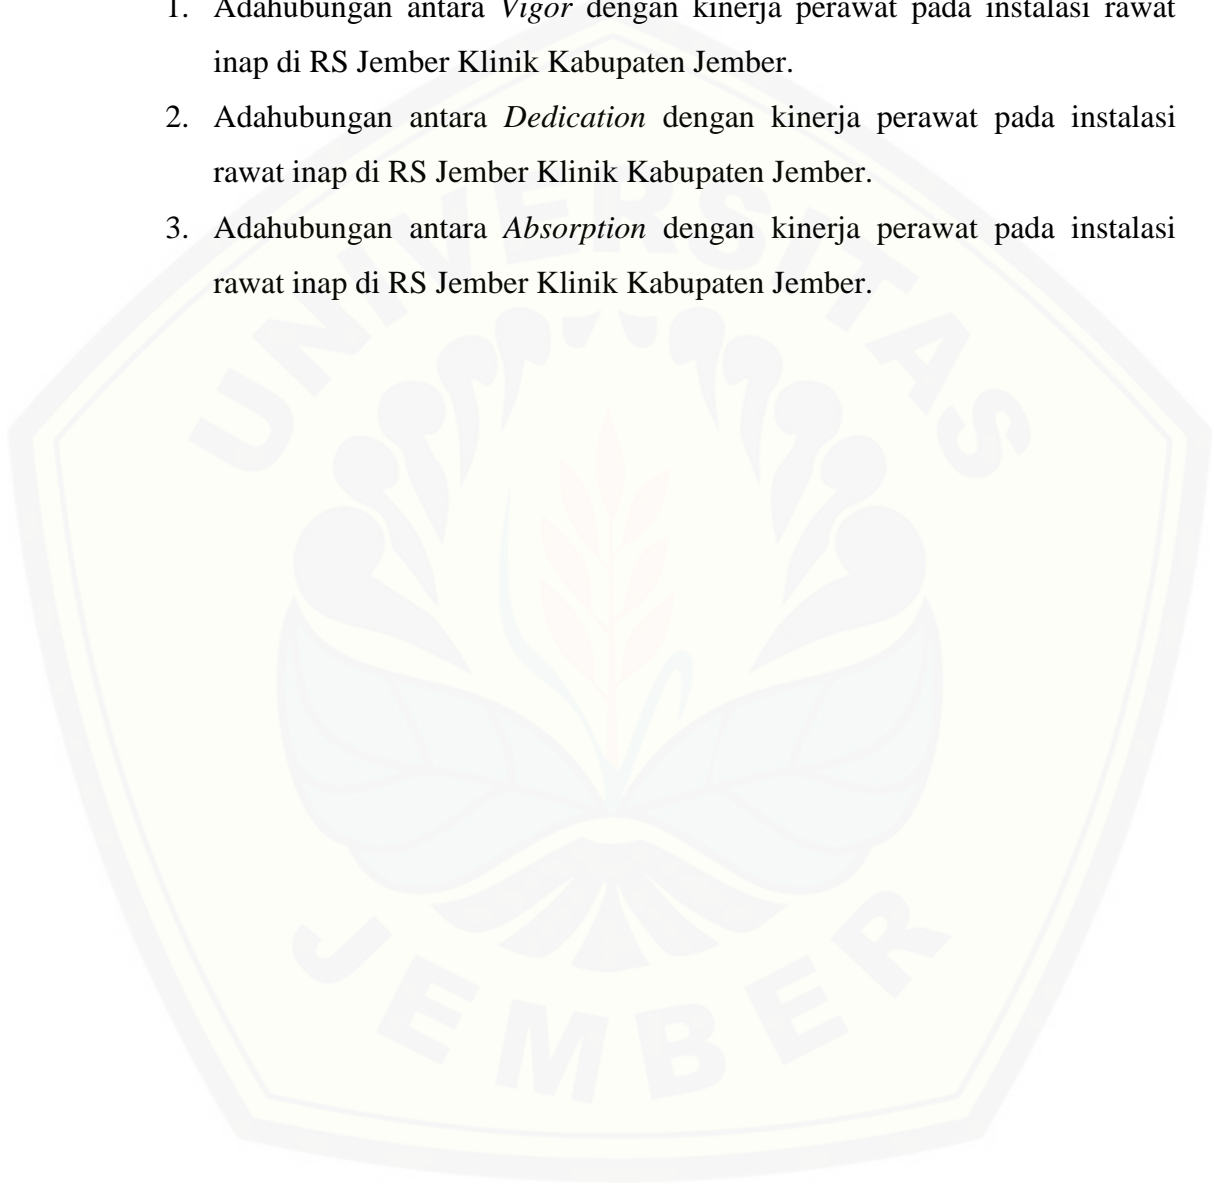 1. Adahubungan antara Vigor dengan kinerja perawat pada instalasi rawat
inap di RS Jember Klinik Kabupaten Jember.
2. Adahubungan antara Dedication dengan kinerja perawat pada instalasi
rawat inap di RS Jember Klinik Kabupaten Jember.
3. Adahubungan antara Absorption dengan kinerja perawat pada instalasi
rawat inap di RS Jember Klinik Kabupaten Jember.
UNIVERSITAS
JEMBER